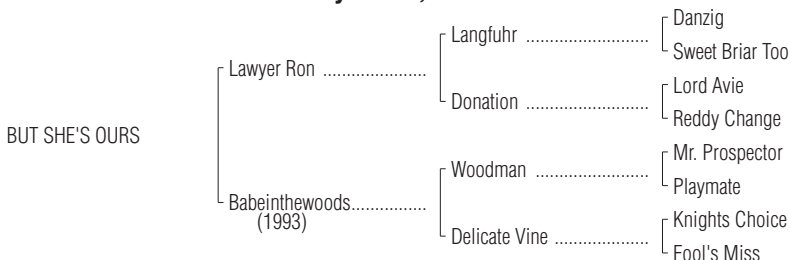 Danzig
Langfuhr ..............................
Sweet Briar Too
Lawyer Ron ......................
Lord Avie
Donation ..............................
Reddy Change
BUT SHE'S OURS
Mr. Prospector
Woodman ............................
Playmate
Babeinthewoods................
(1993)
Knights Choice
Delicate Vine .......................
Fool's Miss